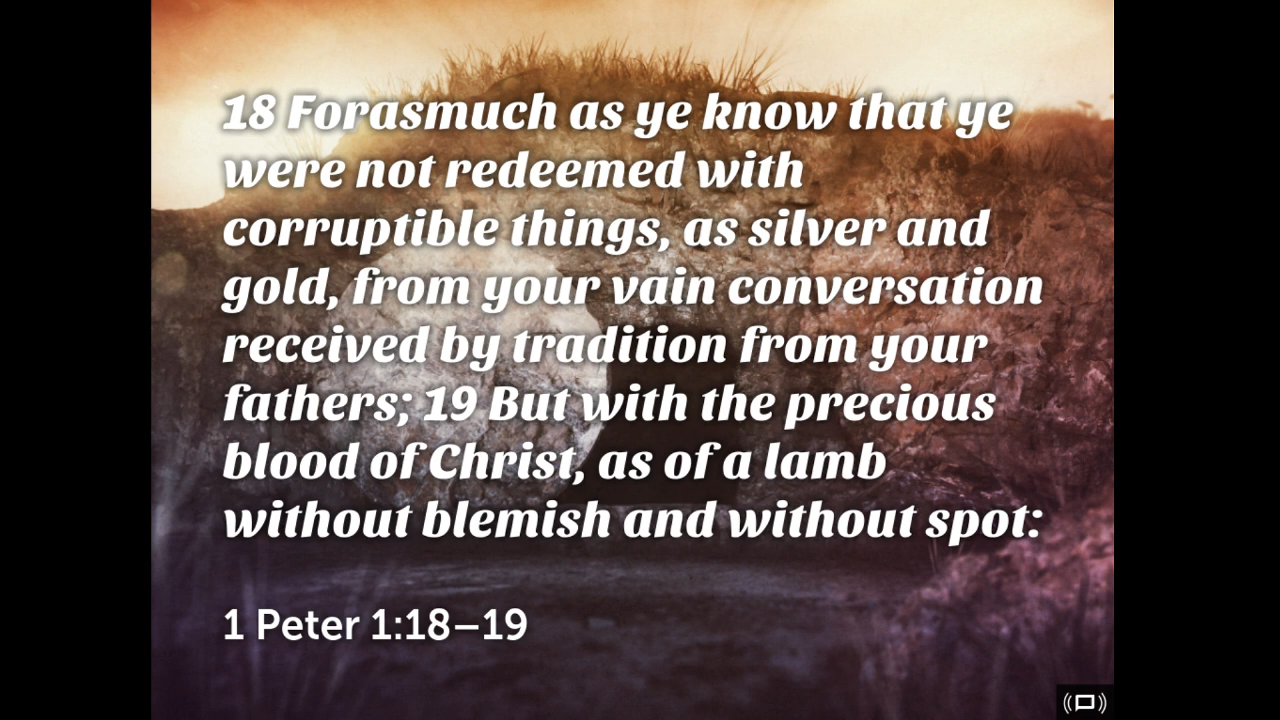 18 Forasmuch as ye know that ye
were not redeemed with
corruptible things, as silver and
gold, from your vain conversation
received by tradition from your
fathers; 19 But with the precious
blood of Christ, as of a lamb
without blemish and without spot:
1 Peter 1:18–19